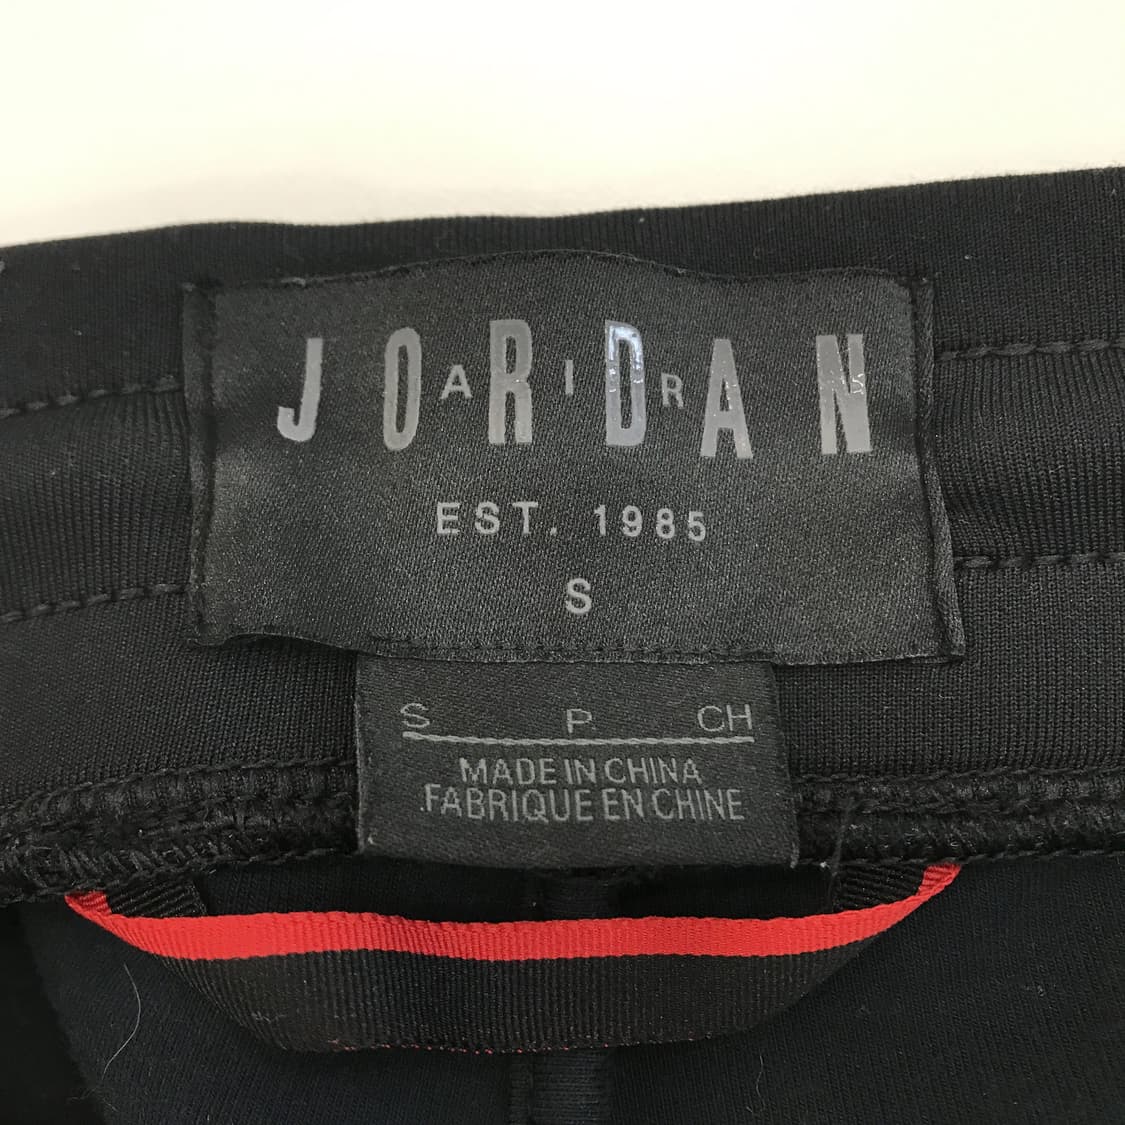 JORDAN
AIR
EST. 1985
S
S P CH
MADE IN CHINA
FABRIQUE EN CHINE